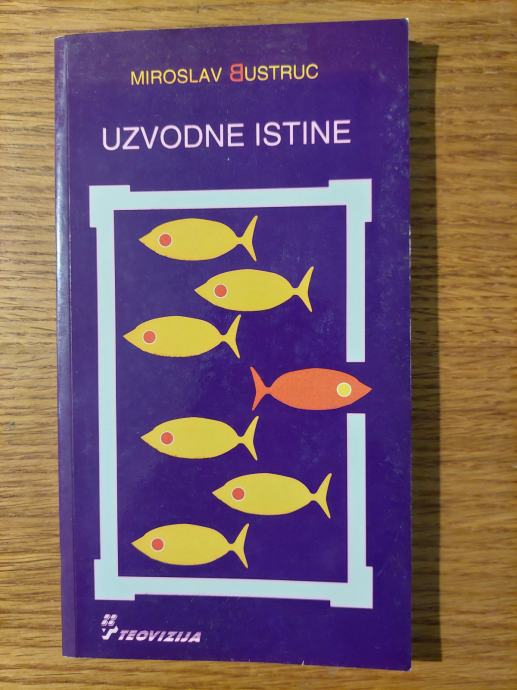 MIROSLAV BUSTRUC
UZVODNE ISTINE
TEOVIZIJA